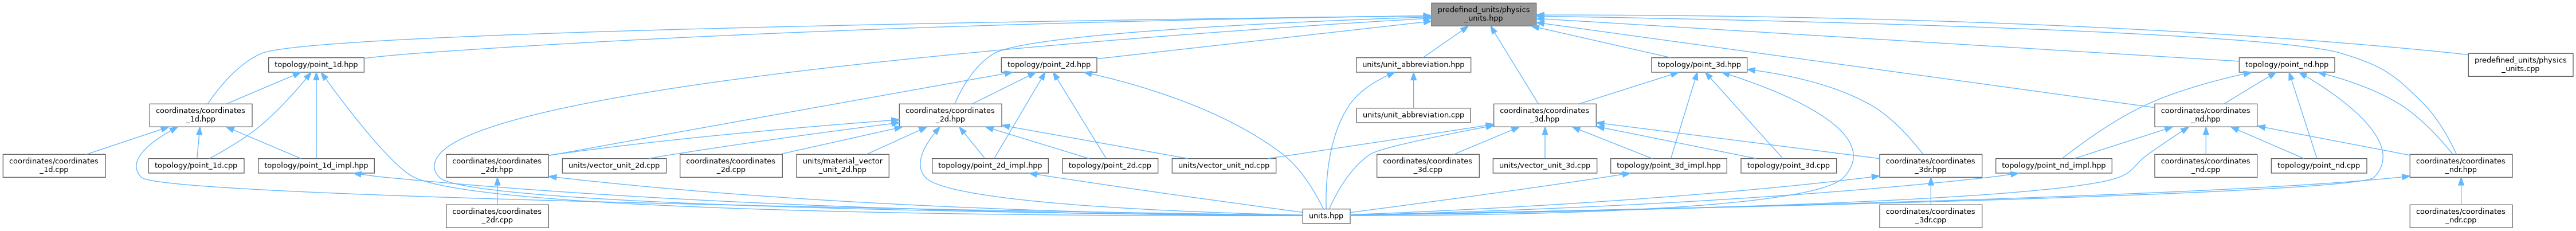 predefined_units/physics
_units.hpp
topology/point_1d.hpp
topology/point_2d.hpp
units/unit_abbreviation.hpp
topology/point_3d.hpp
topology/point_nd.hpp
predefined_units/physics
_units.cpp
coordinates/coordinates
_1d.hpp
coordinates/coordinates
_2d.hpp
units/unit_abbreviation.cpp
coordinates/coordinates
_3d.hpp
coordinates/coordinates
_nd.hpp
coordinates/coordinates
_1d.cpp
topology/point_1d.cpp
topology/point_1d_impl.hpp
coordinates/coordinates
_2dr.hpp
units/vector_unit_2d.cpp
coordinates/coordinates
_2d.cpp
units/material_vector
_unit_2d.hpp
topology/point_2d_impl.hpp
topology/point_2d.cpp
units/vector_unit_nd.cpp
coordinates/coordinates
_3d.cpp
units/vector_unit_3d.cpp
topology/point_3d_impl.hpp
topology/point_3d.cpp
coordinates/coordinates
_3dr.hpp
topology/point_nd_impl.hpp
coordinates/coordinates
_nd.cpp
topology/point_nd.cpp
coordinates/coordinates
_ndr.hpp
coordinates/coordinates
_2dr.cpp
units.hpp
coordinates/coordinates
_3dr.cpp
coordinates/coordinates
_ndr.cpp